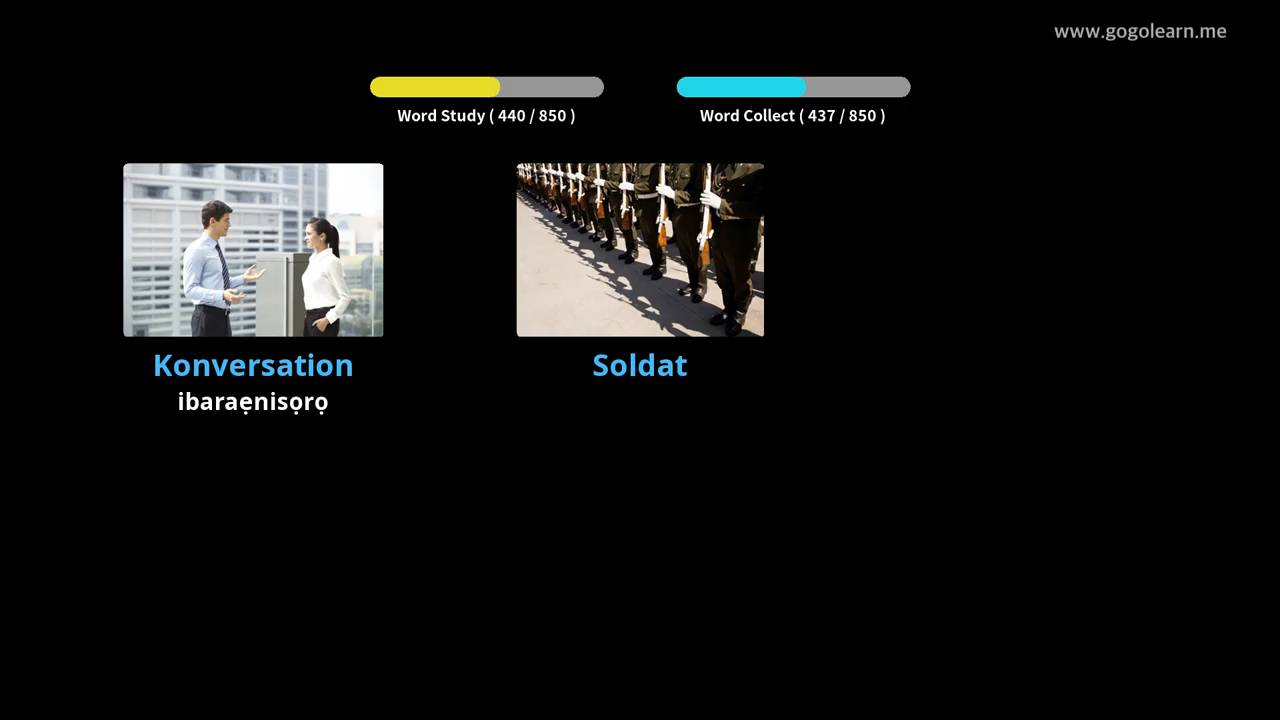 www.gogolearn.me
Word Study ( 440 / 850 )
Word Collect ( 437 / 850 )
Konversation
ibaraẹnisọrọ
Soldat